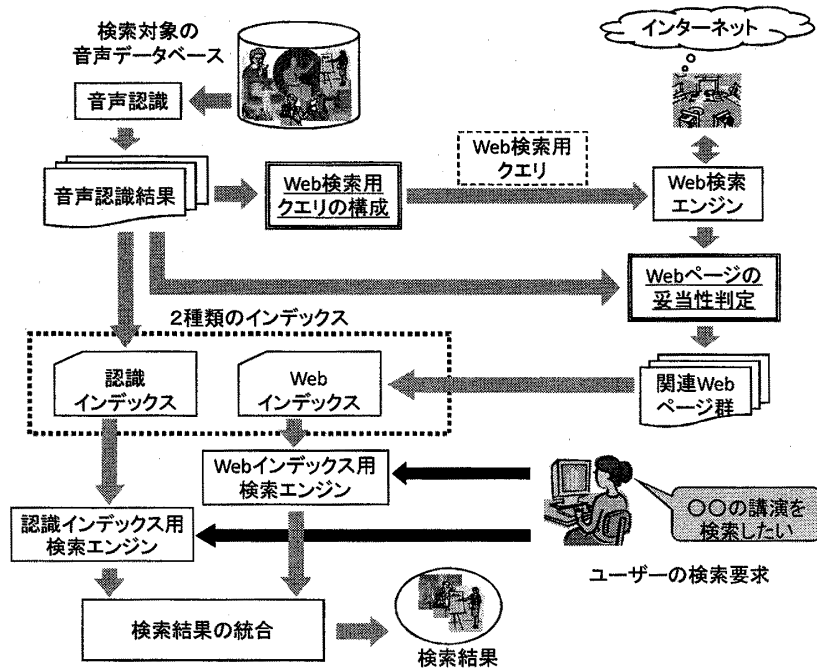 検索対象の
音声データベース
インターネット
音声認識
Web検索用
クエリ
音声認識結果
Web検索用
クエリの構成
Web検索
エンジン
Webページの
妥当性判定
2種類のインデックス
認識
インデックス
Web
インデックス
関連Web
ページ群
Webインデックス用
検索エンジン
〇〇の講演を
検索したい
認識インデックス用
検索エンジン
ユーザーの検索要求
検索結果の統合
検索結果